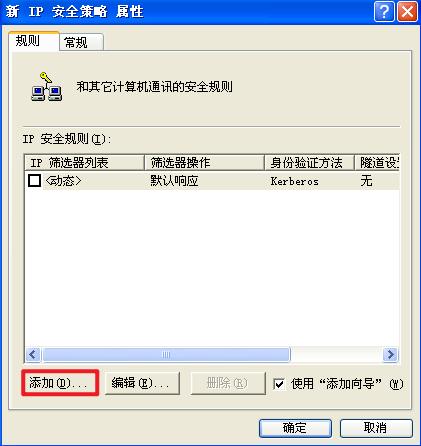 新 IP 安全策略 属性
规则 常规
和其它计算机通讯的安全规则
IP 安全规则(I):
IP 筛选器列表 筛选器操作 身份验证方法 隧道设置
<动态> 默认响应 Kerberos 无
添加(D)... 编辑(E)... 删除(R) 使用“添加向导”(W)
确定 取消